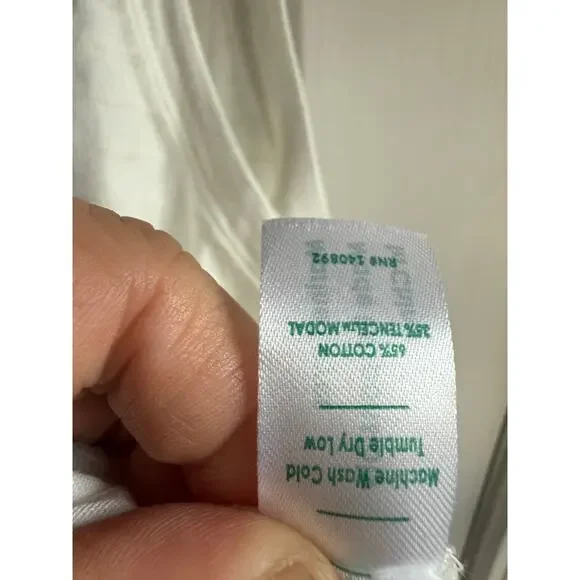 Machine Wash Cold
Tumble Dry Low
65% COTTON
35% TENCEL™ MODAL
RN# 140892